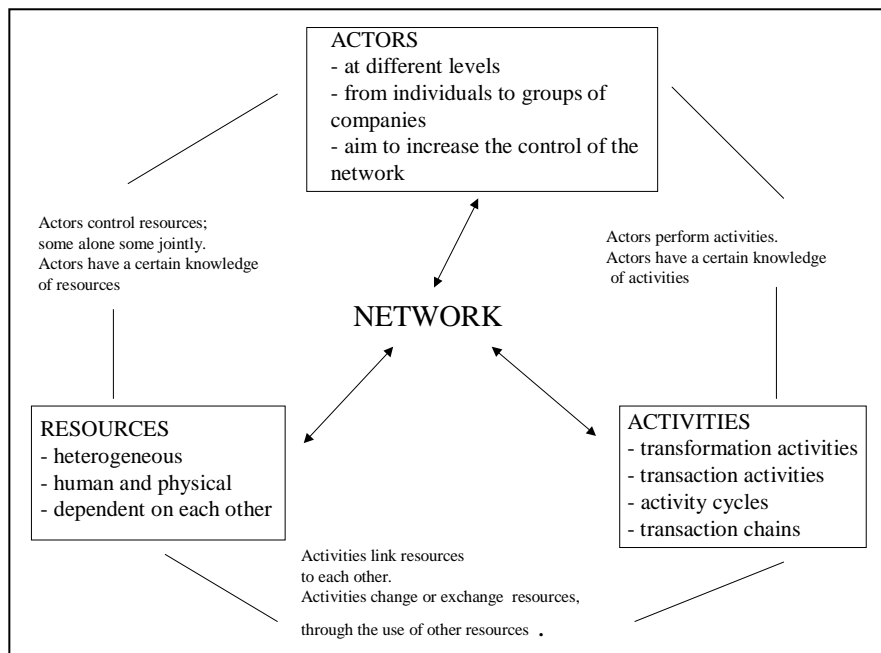 ACTORS
- at different levels
- from individuals to groups of
companies
- aim to increase the control of the
network
Actors control resources;
some alone some jointly.
Actors have a certain knowledge
of resources
Actors perform activities.
Actors have a certain knowledge
of activities
NETWORK
RESOURCES
- heterogeneous
- human and physical
- dependent on each other
ACTIVITIES
- transformation activities
- transaction activities
- activity cycles
- transaction chains
Activities link resources
to each other.
Activities change or exchange resources,
through the use of other resources .